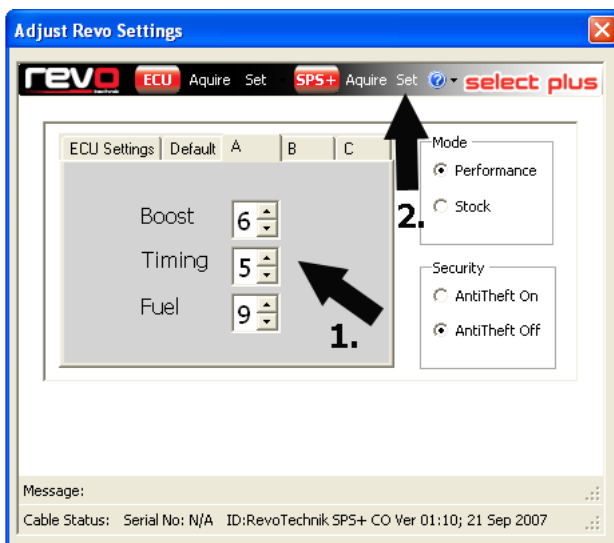 Adjust Revo Settings
revo ECU Aquire Set SPS+ Aquire Set ? select plus
ECU Settings Default A B C
Boost 6
Timing 5
Fuel 9
1.
2.
Mode
Performance
Stock
Security
AntiTheft On
AntiTheft Off
Message:
Cable Status: Serial No: N/A ID:RevoTechnik SPS+ CO Ver 01:10; 21 Sep 2007